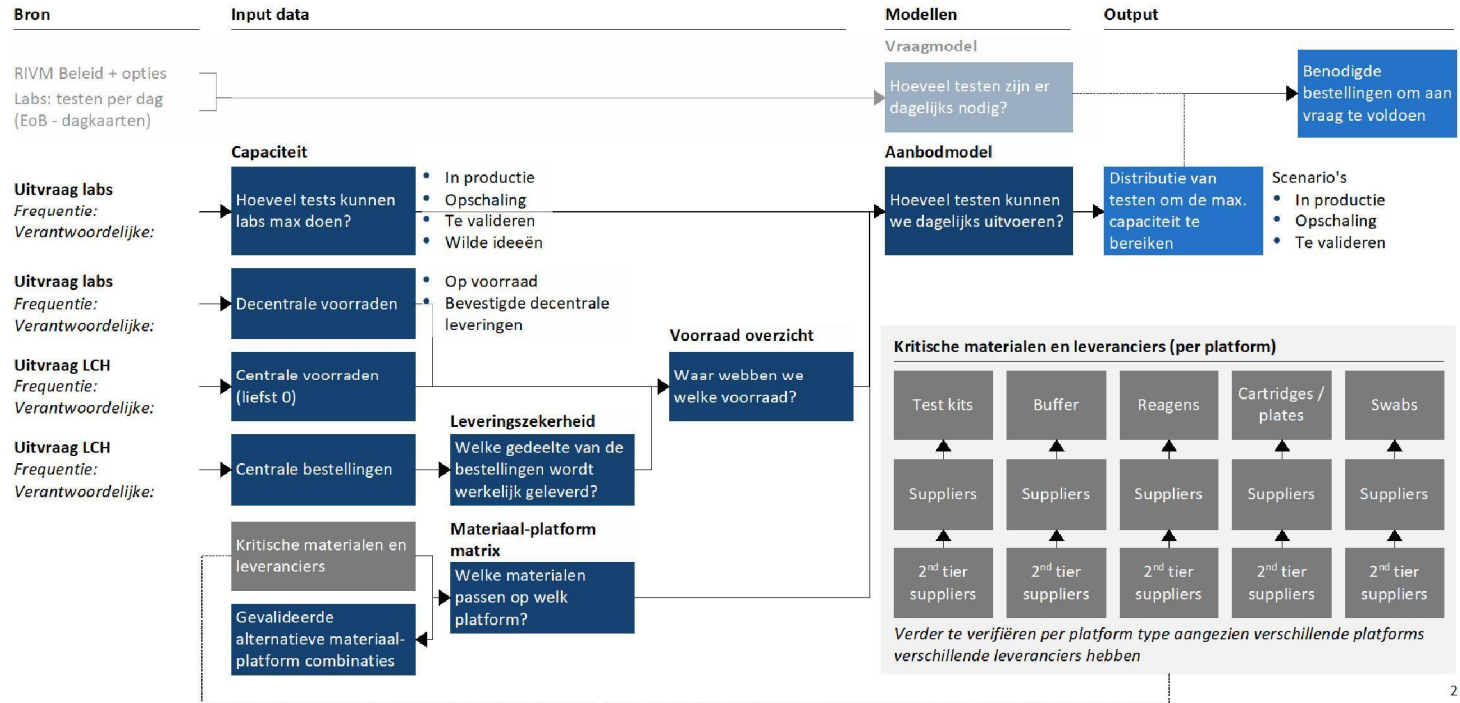 Bron
Input data
Modellen
Output
RIVM Beleid + opties
Labs: testen per dag
(EoB - dagkaarten)
Vraagmodel
Hoeveel testen zijn er
dagelijks nodig?
Benodigde
bestellingen om aan
vraag te voldoen
Capaciteit
Aanbodmodel
Uitvraag labs
Frequentie:
Verantwoordelijke:
Hoeveel tests kunnen
labs max doen?
• In productie
• Opschaling
• Te valideren
• Wilde ideeën
Hoeveel testen kunnen
we dagelijks uitvoeren?
Distributie van
testen om de max.
capaciteit te
bereiken
Scenario's
• In productie
• Opschaling
• Te valideren
Uitvraag labs
Frequentie:
Verantwoordelijke:
Decentrale voorraden
• Op voorraad
• Bevestigde decentrale
leveringen
Voorraad overzicht
Uitvraag LCH
Frequentie:
Verantwoordelijke:
Centrale voorraden
(liefst 0)
Waar webben we
welke voorraad?
Leveringszekerheid
Uitvraag LCH
Frequentie:
Verantwoordelijke:
Centrale bestellingen
Welke gedeelte van de
bestellingen wordt
werkelijk geleverd?
Kritische materialen en
leveranciers
Materiaal-platform
matrix
Welke materialen
passen op welk
platform?
Gevalideerde
alternatieve materiaal-
platform combinaties
Kritische materialen en leveranciers (per platform)
Test kits
Buffer
Reagens
Cartridges /
plates
Swabs
Suppliers
Suppliers
Suppliers
Suppliers
Suppliers
2nd tier
suppliers
2nd tier
suppliers
2nd tier
suppliers
2nd tier
suppliers
2nd tier
suppliers
Verder te verifiëren per platform type aangezien verschillende platforms
verschillende leveranciers hebben
2